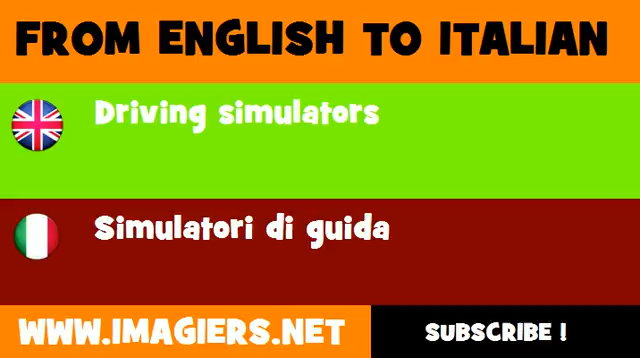 FROM ENGLISH TO ITALIAN
Driving simulators
Simulatori di guida
WWW.IMAGIERS.NET
SUBSCRIBE !